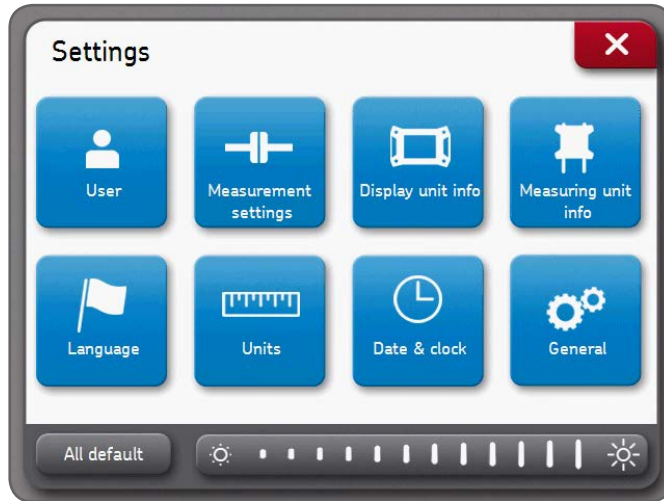 Settings
User
Measurement
settings
Display unit info
Measuring unit
info
Language
Units
Date & clock
General
All default